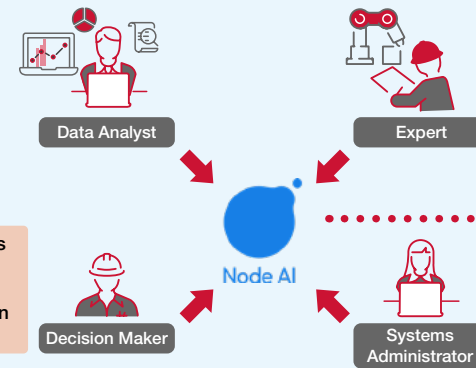 Data Analyst
Expert
Node AI
s
n
Decision Maker
Systems
Administrator